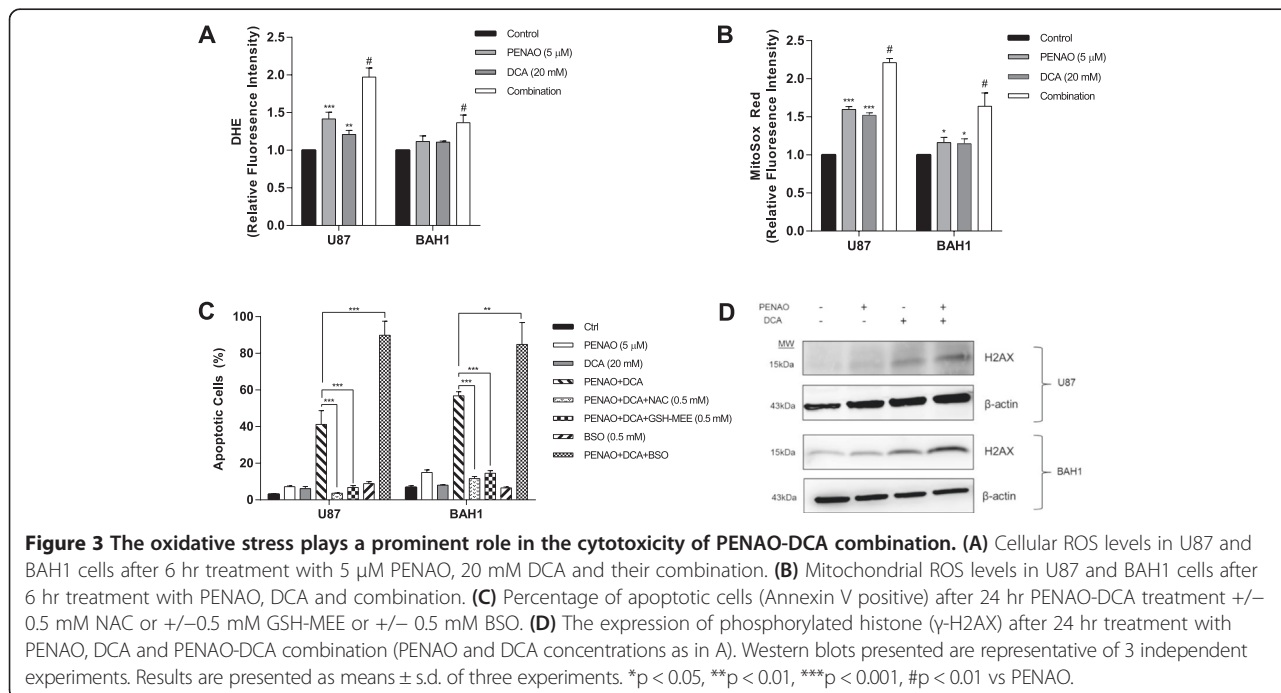 A
DHE
(Relative Fluoresence Intensity)
2.5
2.0
1.5
1.0
0.5
0.0
***
**
#
#
U87
BAH1
Control
PENAO (5 μM)
DCA (20 mM)
Combination
B
MitoSox Red
(Relative Fluoresence Intensity)
2.5
2.0
1.5
1.0
0.5
0.0
***
***
#
*
*
#
U87
BAH1
Control
PENAO (5 μM)
DCA (20 mM)
Combination
C
Apoptotic Cells (%)
100
80
60
40
20
0
***
***
***
**
***
***
U87
BAH1
Ctrl
PENAO (5 μM)
DCA (20 mM)
PENAO+DCA
PENAO+DCA+NAC (0.5 mM)
PENAO+DCA+GSH-MEE (0.5 mM)
BSO (0.5 mM)
PENAO+DCA+BSO
D
PENAO - + - +
DCA - - + +
MW
15kDa
H2AX
43kDa
β-actin
U87
15kDa
H2AX
43kDa
β-actin
BAH1
Figure 3 The oxidative stress plays a prominent role in the cytotoxicity of PENAO-DCA combination. (A) Cellular ROS levels in U87 and
BAH1 cells after 6 hr treatment with 5 μM PENAO, 20 mM DCA and their combination. (B) Mitochondrial ROS levels in U87 and BAH1 cells after
6 hr treatment with PENAO, DCA and combination. (C) Percentage of apoptotic cells (Annexin V positive) after 24 hr PENAO-DCA treatment +/−
0.5 mM NAC or +/−0.5 mM GSH-MEE or +/− 0.5 mM BSO. (D) The expression of phosphorylated histone (γ-H2AX) after 24 hr treatment with
PENAO, DCA and PENAO-DCA combination (PENAO and DCA concentrations as in A). Western blots presented are representative of 3 independent
experiments. Results are presented as means ± s.d. of three experiments. *p < 0.05, **p < 0.01, ***p < 0.001, #p < 0.01 vs PENAO.